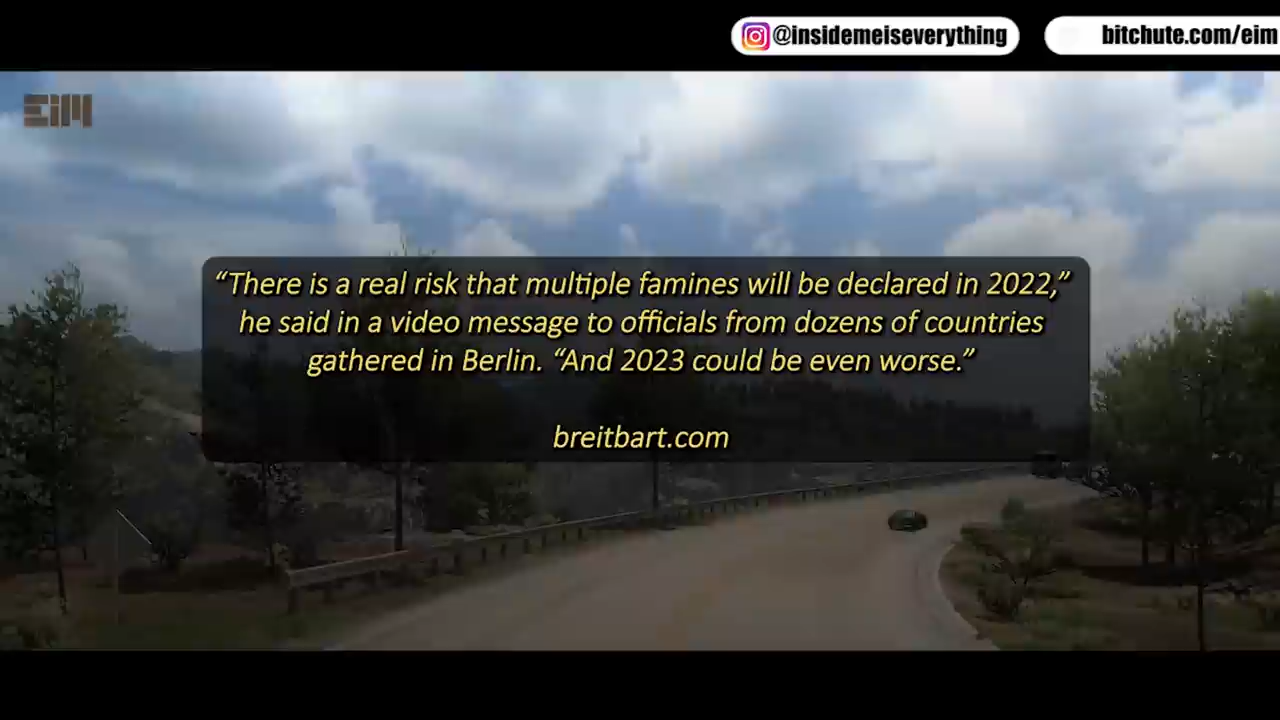 @insidemeiseverything
bitchute.com/eim
EiM
“There is a real risk that multiple famines will be declared in 2022,”
he said in a video message to officials from dozens of countries
gathered in Berlin. “And 2023 could be even worse.”
breitbart.com